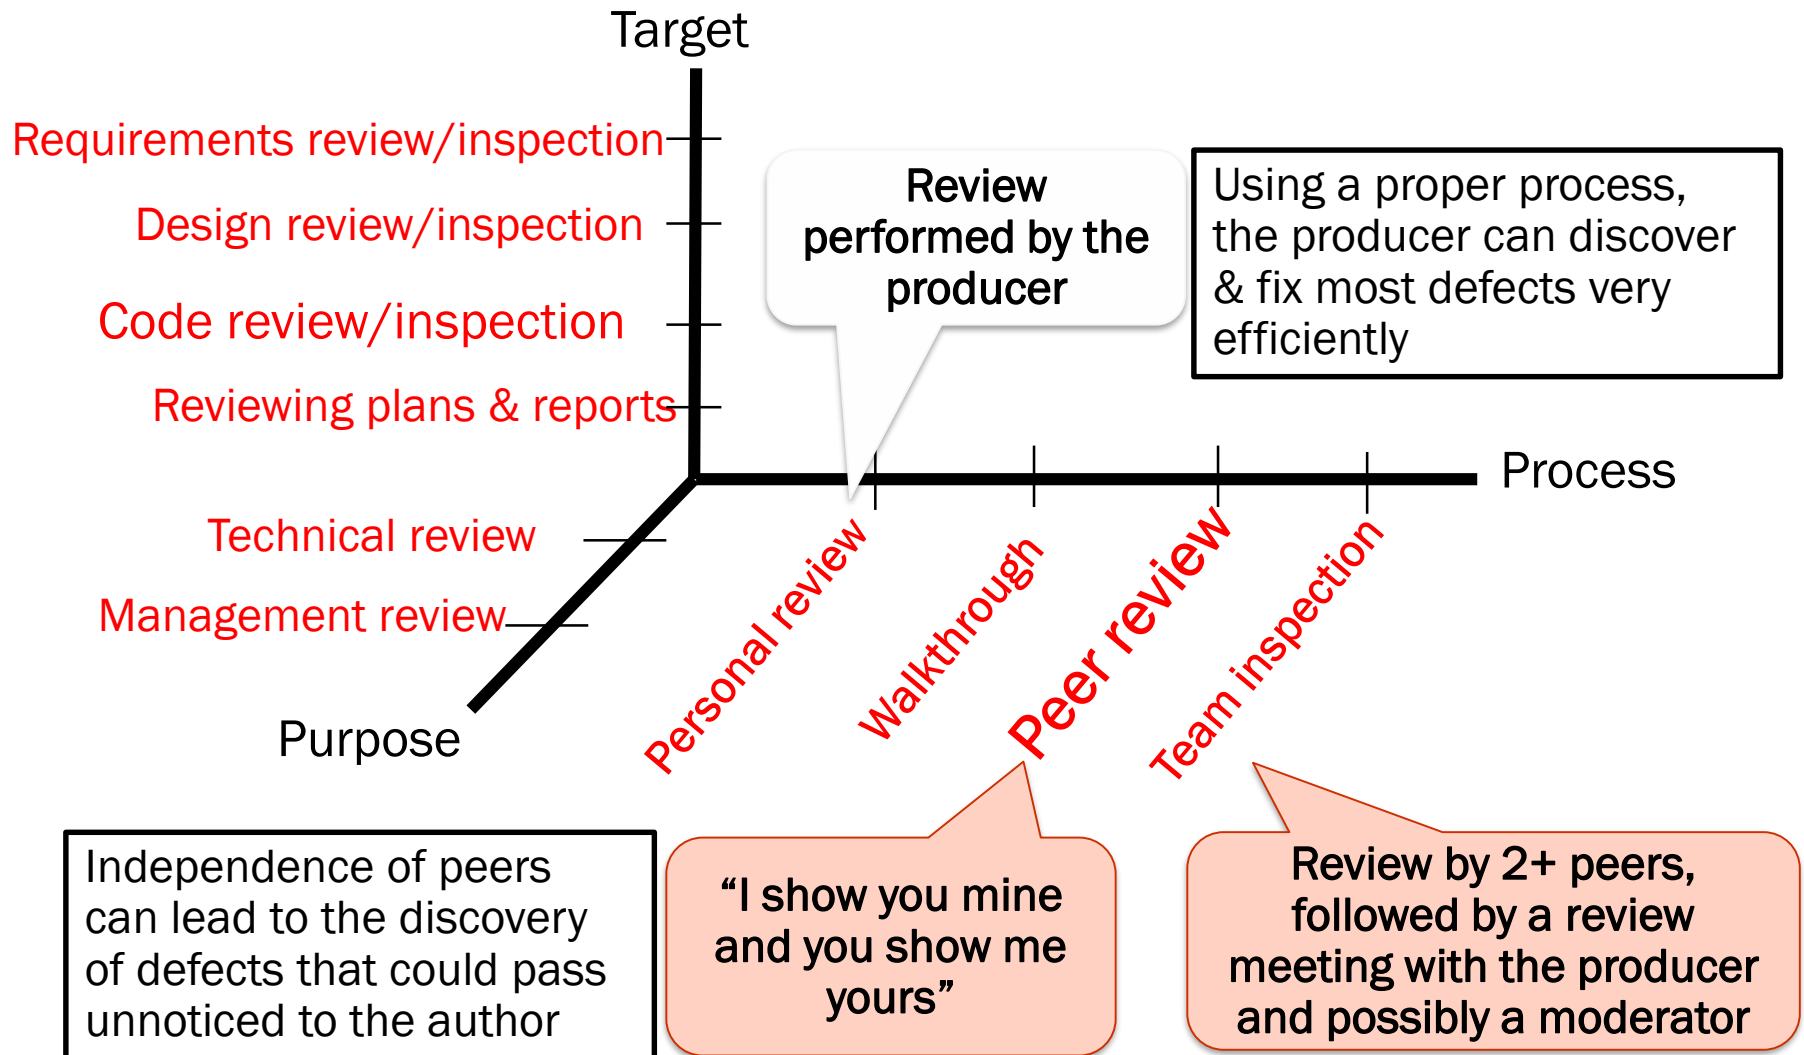 Target
Requirements review/inspection
Design review/inspection
Code review/inspection
Reviewing plans & reports
Review
performed by the
producer
Using a proper process,
the producer can discover
& fix most defects very
efficiently
Process
Technical review
Management review
Purpose
Personal review
Walkthrough
Peer review
Team inspection
Independence of peers
can lead to the discovery
of defects that could pass
unnoticed to the author
“I show you mine
and you show me
yours”
Review by 2+ peers,
followed by a review
meeting with the producer
and possibly a moderator